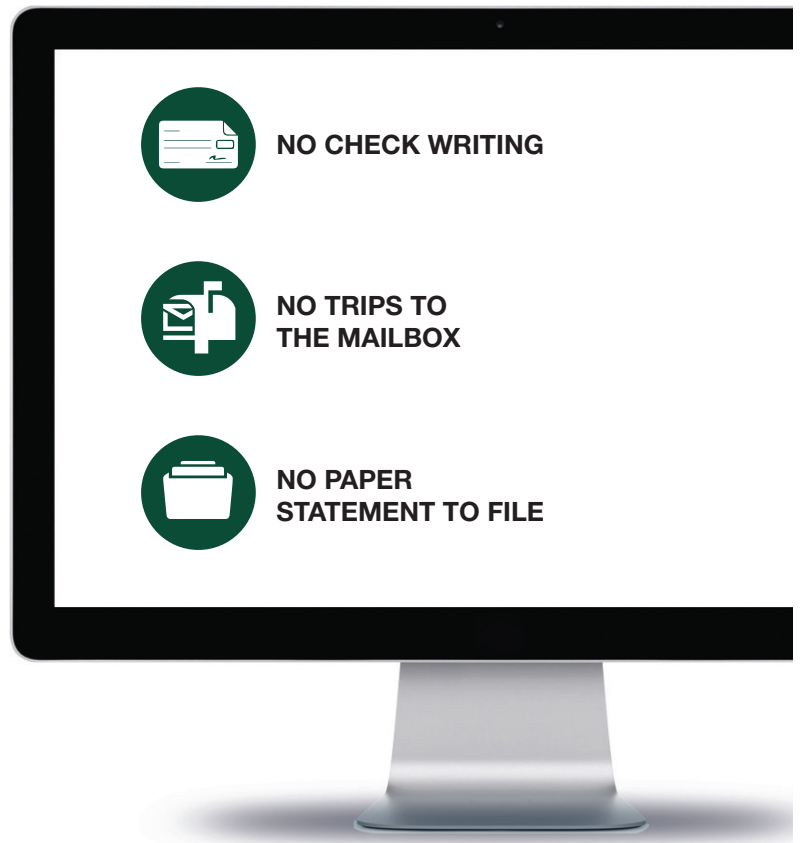 NO CHECK WRITING
NO TRIPS TO
THE MAILBOX
NO PAPER
STATEMENT TO FILE